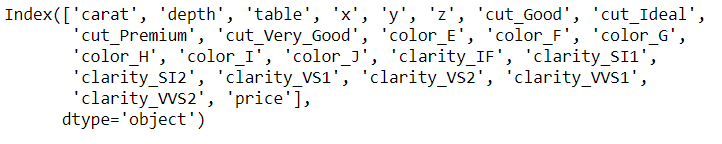 Index(['carat', 'depth', 'table', 'x', 'y', 'z', 'cut_Good', 'cut_Ideal',
'cut_Premium', 'cut_Very_Good', 'color_E', 'color_F', 'color_G',
'color_H', 'color_I', 'color_J', 'clarity_IF', 'clarity_SI1',
'clarity_SI2', 'clarity_VS1', 'clarity_VS2', 'clarity_VVS1',
'clarity_VVS2', 'price'],
dtype='object')